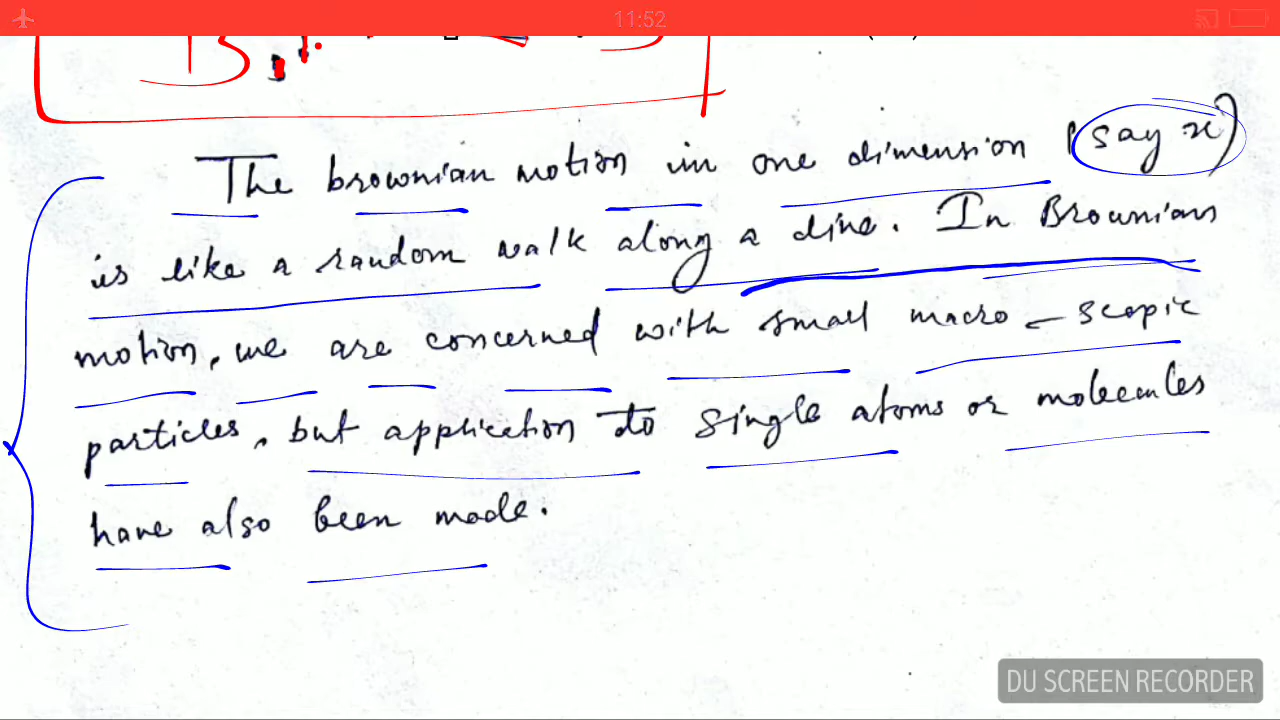 11:52
The brownian motion in one dimension (say x)
is like a random walk along a line. In Brownian
motion, we are concerned with small macro-scopic
particles, but application to single atoms or molecules
have also been made.
DU SCREEN RECORDER